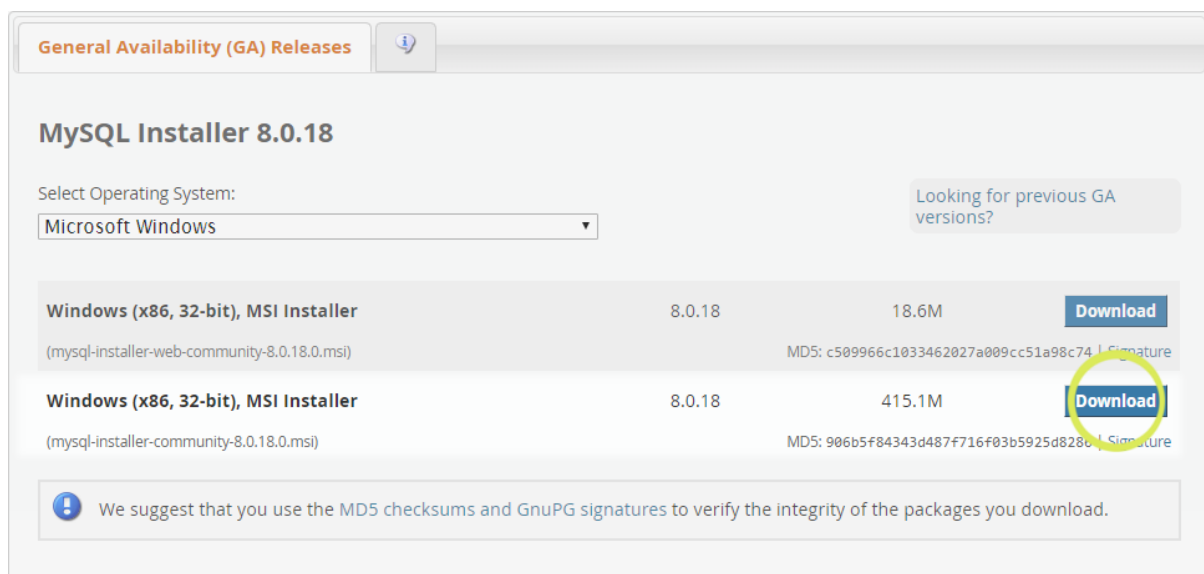 General Availability (GA) Releases
MySQL Installer 8.0.18
Select Operating System:
Looking for previous GA
versions?
Microsoft Windows
Windows (x86, 32-bit), MSI Installer 8.0.18 18.6M Download
(mysql-installer-web-community-8.0.18.0.msi) MD5: c509966c1033462027a009cc51a98c74 | Signature
Windows (x86, 32-bit), MSI Installer 8.0.18 415.1M Download
(mysql-installer-community-8.0.18.0.msi) MD5: 906b5f84343d487f716f03b5925d8286 | Signature
We suggest that you use the MD5 checksums and GnuPG signatures to verify the integrity of the packages you download.